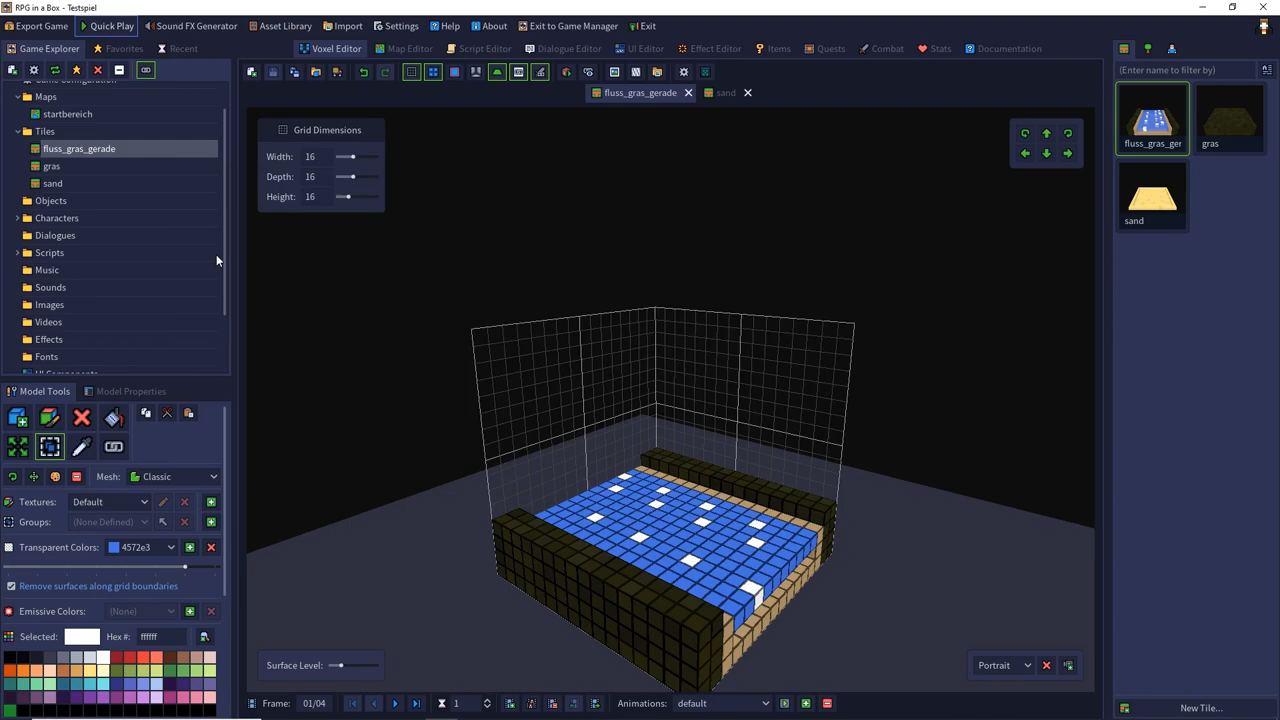 RPG in a Box - Testspiel
Export Game Quick Play Sound FX Generator Asset Library Import Settings Help About Exit to Game Manager Exit
Game Explorer Favorites Recent Voxel Editor Map Editor Script Editor Dialogue Editor UI Editor Effect Editor Items Quests Combat Stats Documentation
(Enter name to filter by)
Game Configuration
Maps
startbereich
Tiles
fluss_gras_gerade
gras
sand
Objects
Characters
Dialogues
Scripts
Music
Sounds
Images
Videos
Effects
Fonts
UI Components
fluss_gras_gerade sand
Grid Dimensions
Width: 16
Depth: 16
Height: 16
fluss_gras_ger gras
sand
Model Tools Model Properties
Mesh: Classic
Textures: Default
Groups: (None Defined)
Transparent Colors: 4572e3
Remove surfaces along grid boundaries
Emissive Colors: (None)
Selected: Hex #: ffffff
Surface Level:
Portrait
Frame: 01/04 1 Animations: default
New Tile...